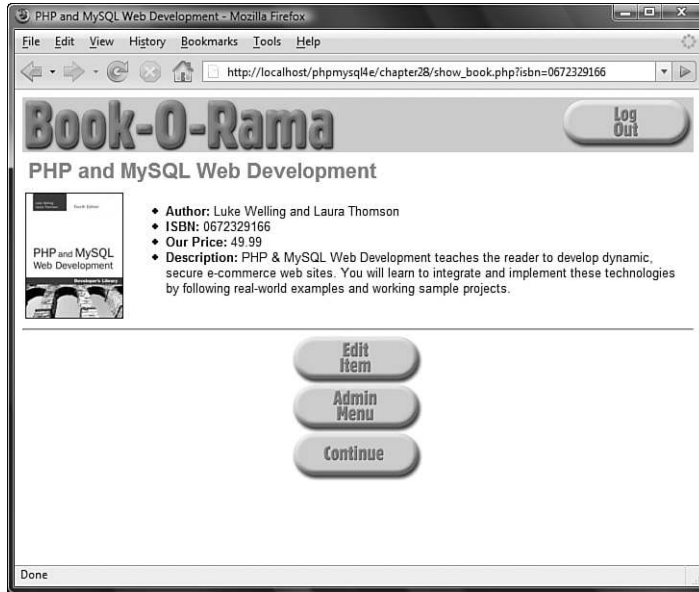 PHP and MySQL Web Development - Mozilla Firefox
File Edit View History Bookmarks Tools Help
http://localhost/phpmysql4e/chapter28/show_book.php?isbn=0672329166
Book-O-Rama
Log
Out
PHP and MySQL Web Development
Fourth Edition
PHP and MySQL
Web Development
Developer's Library
Author: Luke Welling and Laura Thomson
ISBN: 0672329166
Our Price: 49.99
Description: PHP & MySQL Web Development teaches the reader to develop dynamic,
secure e-commerce web sites. You will learn to integrate and implement these technologies
by following real-world examples and working sample projects.
Edit
Item
Admin
Menu
Continue
Done